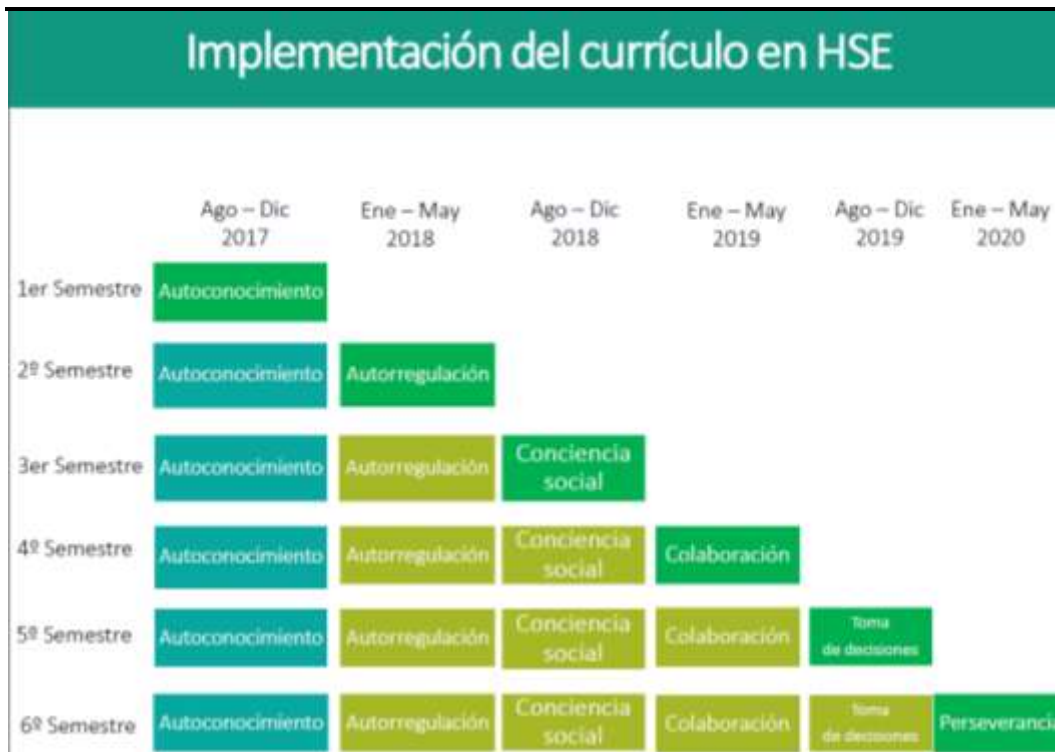 Implementación del currículo en HSE
Ago – Dic Ene – May Ago – Dic Ene – May Ago – Dic Ene – May
2017 2018 2018 2019 2019 2020
1er Semestre Autoconocimiento
2º Semestre Autoconocimiento Autorregulación
3er Semestre Autoconocimiento Autorregulación Conciencia
social
4º Semestre Autoconocimiento Autorregulación Conciencia
social Colaboración
5º Semestre Autoconocimiento Autorregulación Conciencia
social Colaboración Toma
de decisiones
6º Semestre Autoconocimiento Autorregulación Conciencia
social Colaboración Toma
de decisiones Perseverancia